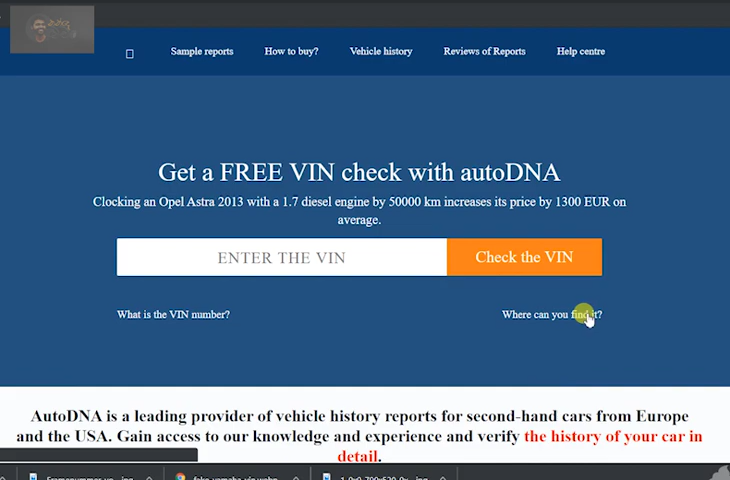 Sample reports
How to buy?
Vehicle history
Reviews of Reports
Help centre
Get a FREE VIN check with autoDNA
Clocking an Opel Astra 2013 with a 1.7 diesel engine by 50000 km increases its price by 1300 EUR on
average.
ENTER THE VIN
Check the VIN
What is the VIN number?
Where can you find it?
AutoDNA is a leading provider of vehicle history reports for second-hand cars from Europe
and the USA. Gain access to our knowledge and experience and verify the history of your car in
detail.